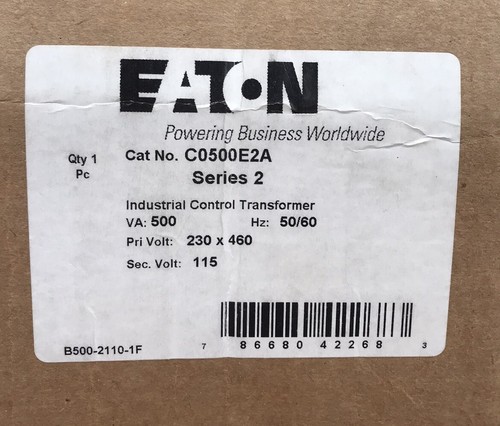 EATON
Powering Business Worldwide
Qty 1 Cat No. C0500E2A
Pc Series 2
Industrial Control Transformer
VA: 500 Hz: 50/60
Pri Volt: 230 x 460
Sec. Volt: 115
B500-2110-1F 7 86680 42268 3